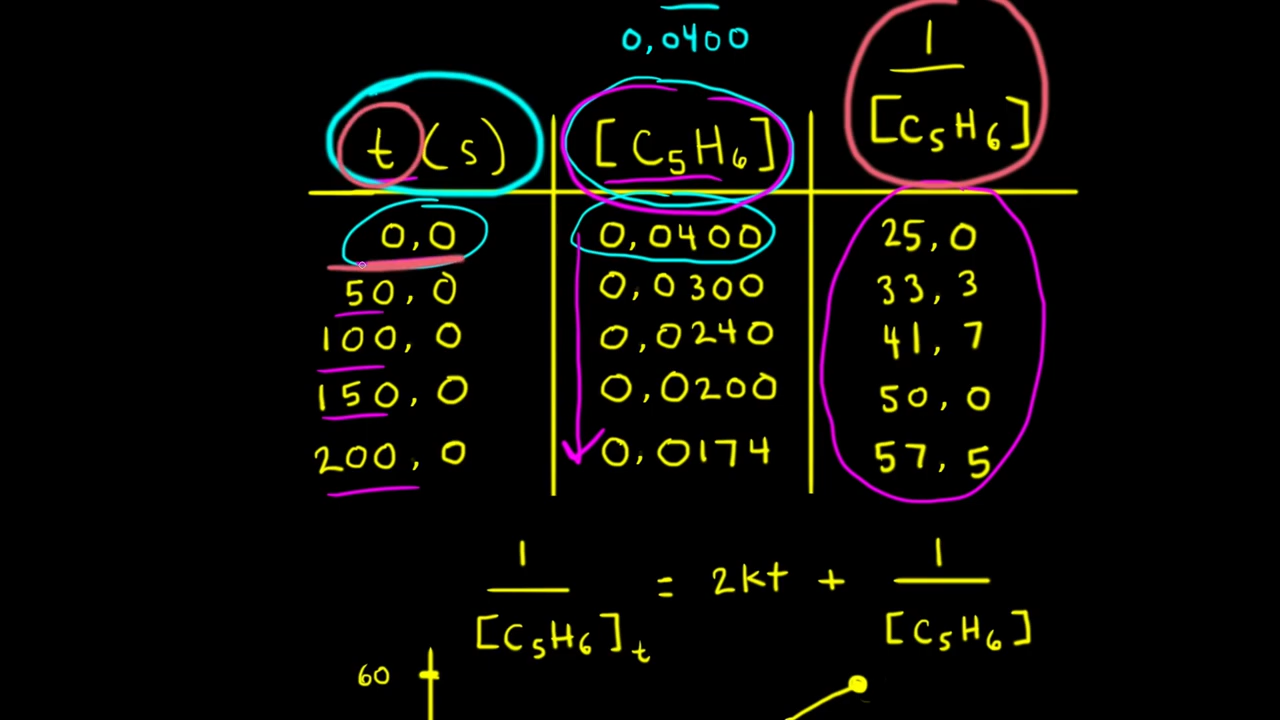 0,0400
1/[C₅H₆]
t(s) [C₅H₆]
0,0 0,0400 25,0
50,0 0,0300 33,3
100,0 0,0240 41,7
150,0 0,0200 50,0
200,0 0,0174 57,5
1/[C₅H₆]ₜ = 2kt + 1/[C₅H₆]
60